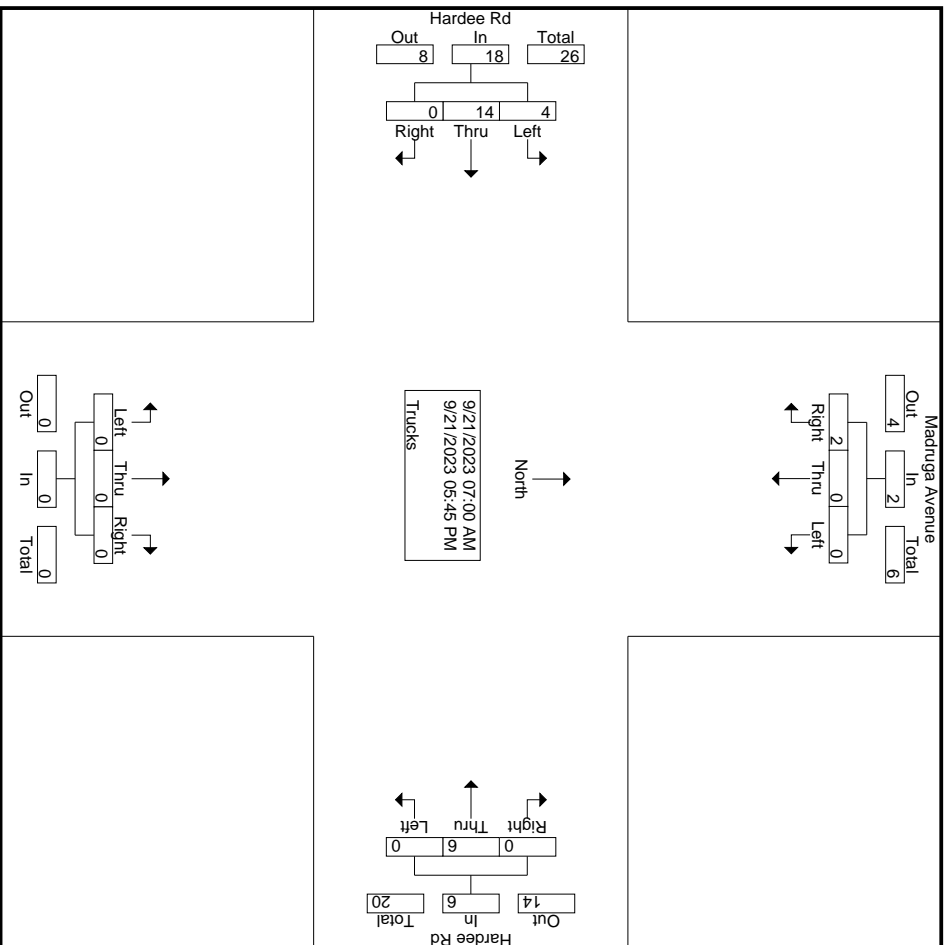 Hardee Rd
Out In Total
8 18 26
0 14 4
Right Thru Left
Madruga Avenue
Out In Total
4 2 6
2 0 0
Right Thru Left
North
9/21/2023 07:00 AM
9/21/2023 05:45 PM
Trucks
Left Thru Right
0 0 0
Out In Total
0 0 0
Left Thru Right
0 6 0
Total In Out
20 6 14
Hardee Rd